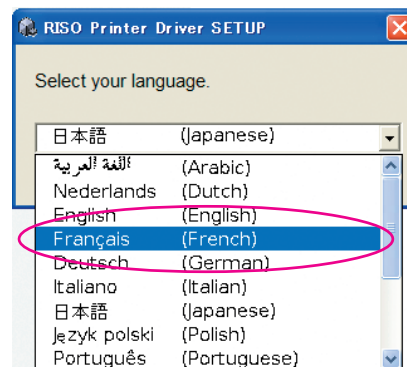 RISO Printer Driver SETUP
Select your language.
日本語 (Japanese)
اللغة العربية (Arabic)
Nederlands (Dutch)
English (English)
Français (French)
Deutsch (German)
Italiano (Italian)
日本語 (Japanese)
Język polski (Polish)
Português (Portuguese)